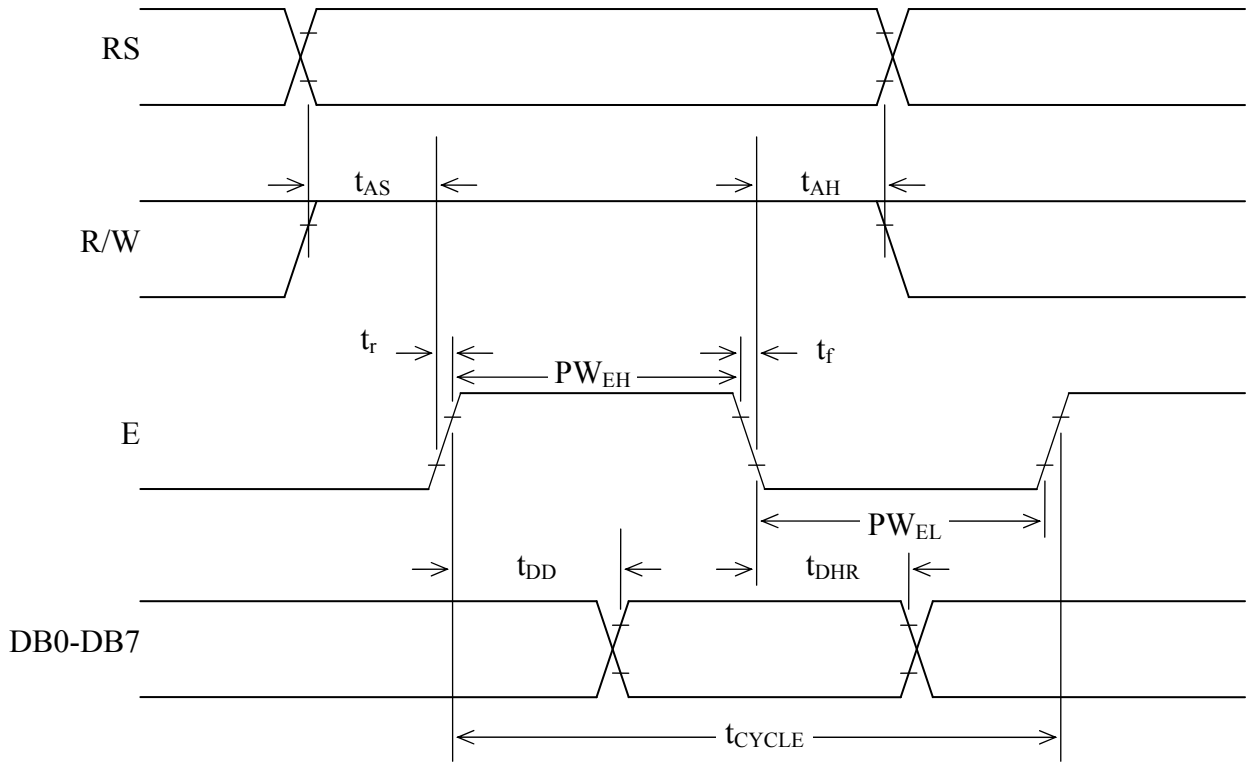 RS
t_AS
t_AH
R/W
t_r
PW_EH
t_f
E
PW_EL
t_DD
t_DHR
DB0-DB7
t_CYCLE